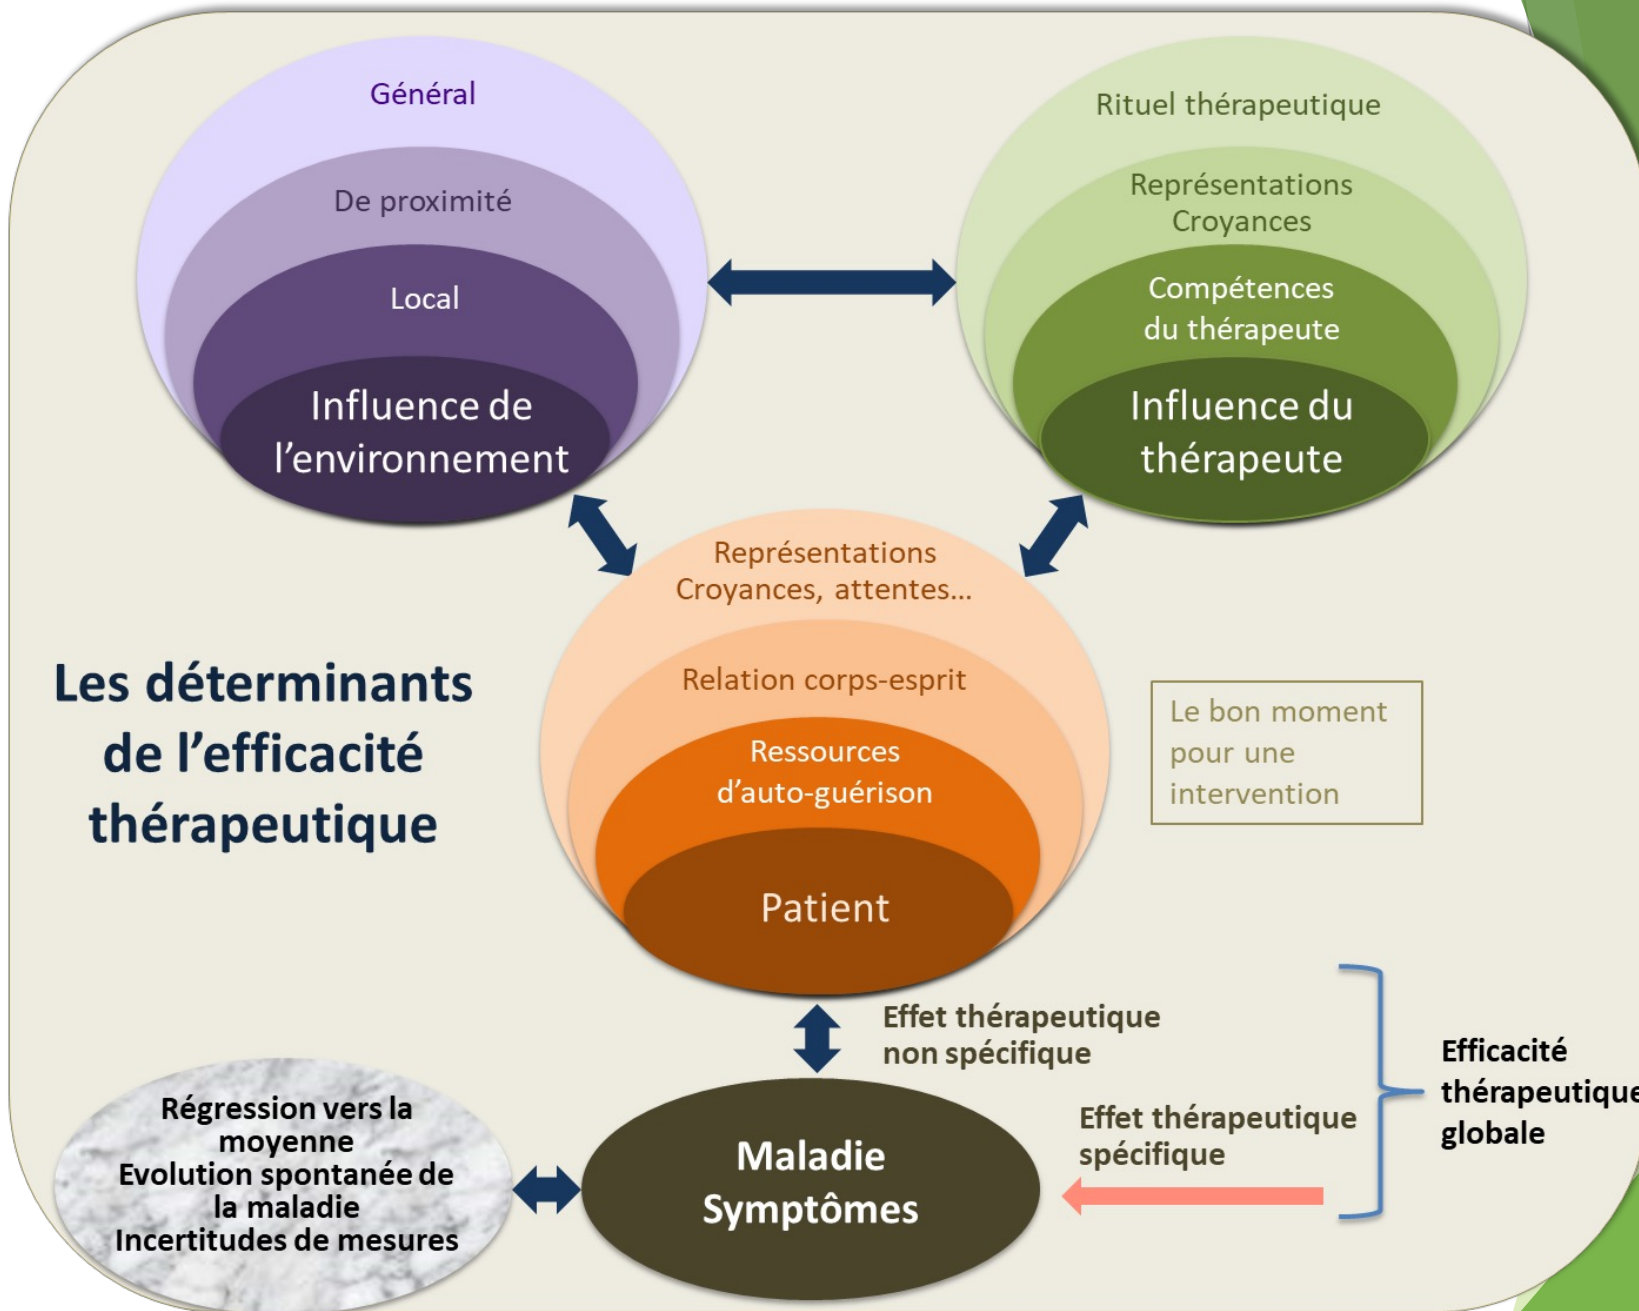 Général
De proximité
Local
Influence de
l'environnement
Rituel thérapeutique
Représentations
Croyances
Compétences
du thérapeute
Influence du
thérapeute
Représentations
Croyances, attentes...
Relation corps-esprit
Ressources
d'auto-guérison
Patient
Les déterminants
de l'efficacité
thérapeutique
Le bon moment
pour une
intervention
Effet thérapeutique
non spécifique
Effet thérapeutique
spécifique
Efficacité
thérapeutique
globale
Maladie
Symptômes
Régression vers la
moyenne
Evolution spontanée de
la maladie
Incertitudes de mesures